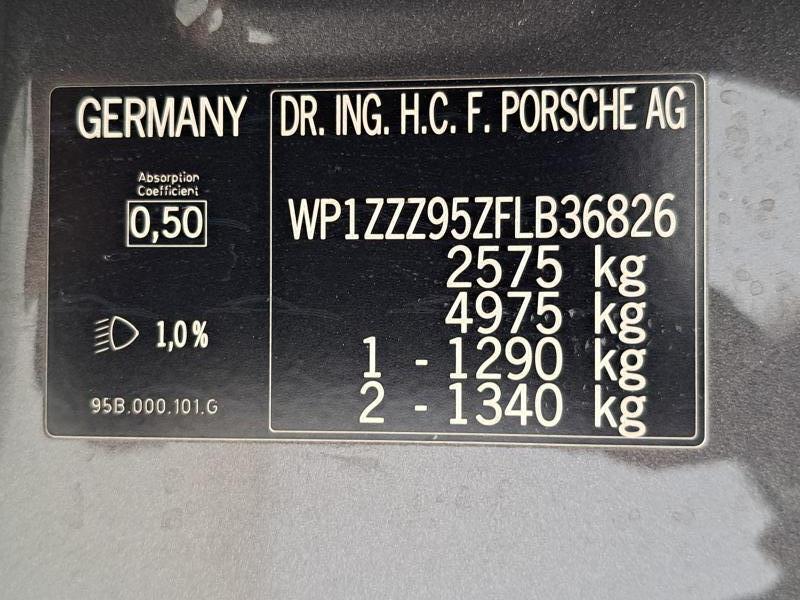 GERMANY
Absorption
Coefficient
0,50
1,0%
95B.000.101.G
DR. ING. H.C. F. PORSCHE AG
WP1ZZZ95ZFLB36826
2575 kg
4975 kg
1 - 1290 kg
2 - 1340 kg